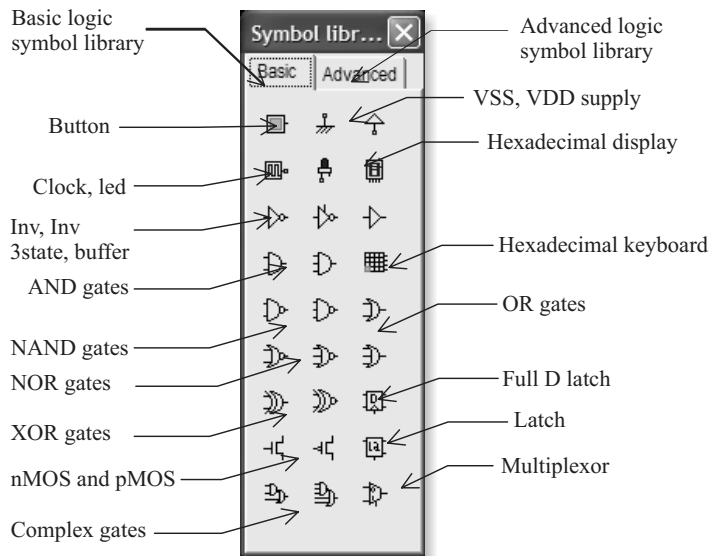 Basic logic
symbol library
Symbol libr...
Advanced logic
symbol library
Basic
Advanced
Button
VSS, VDD supply
Hexadecimal display
Clock, led
Inv, Inv
3state, buffer
Hexadecimal keyboard
AND gates
OR gates
NAND gates
NOR gates
Full D latch
D
XOR gates
Latch
La
nMOS and pMOS
Multiplexor
Complex gates